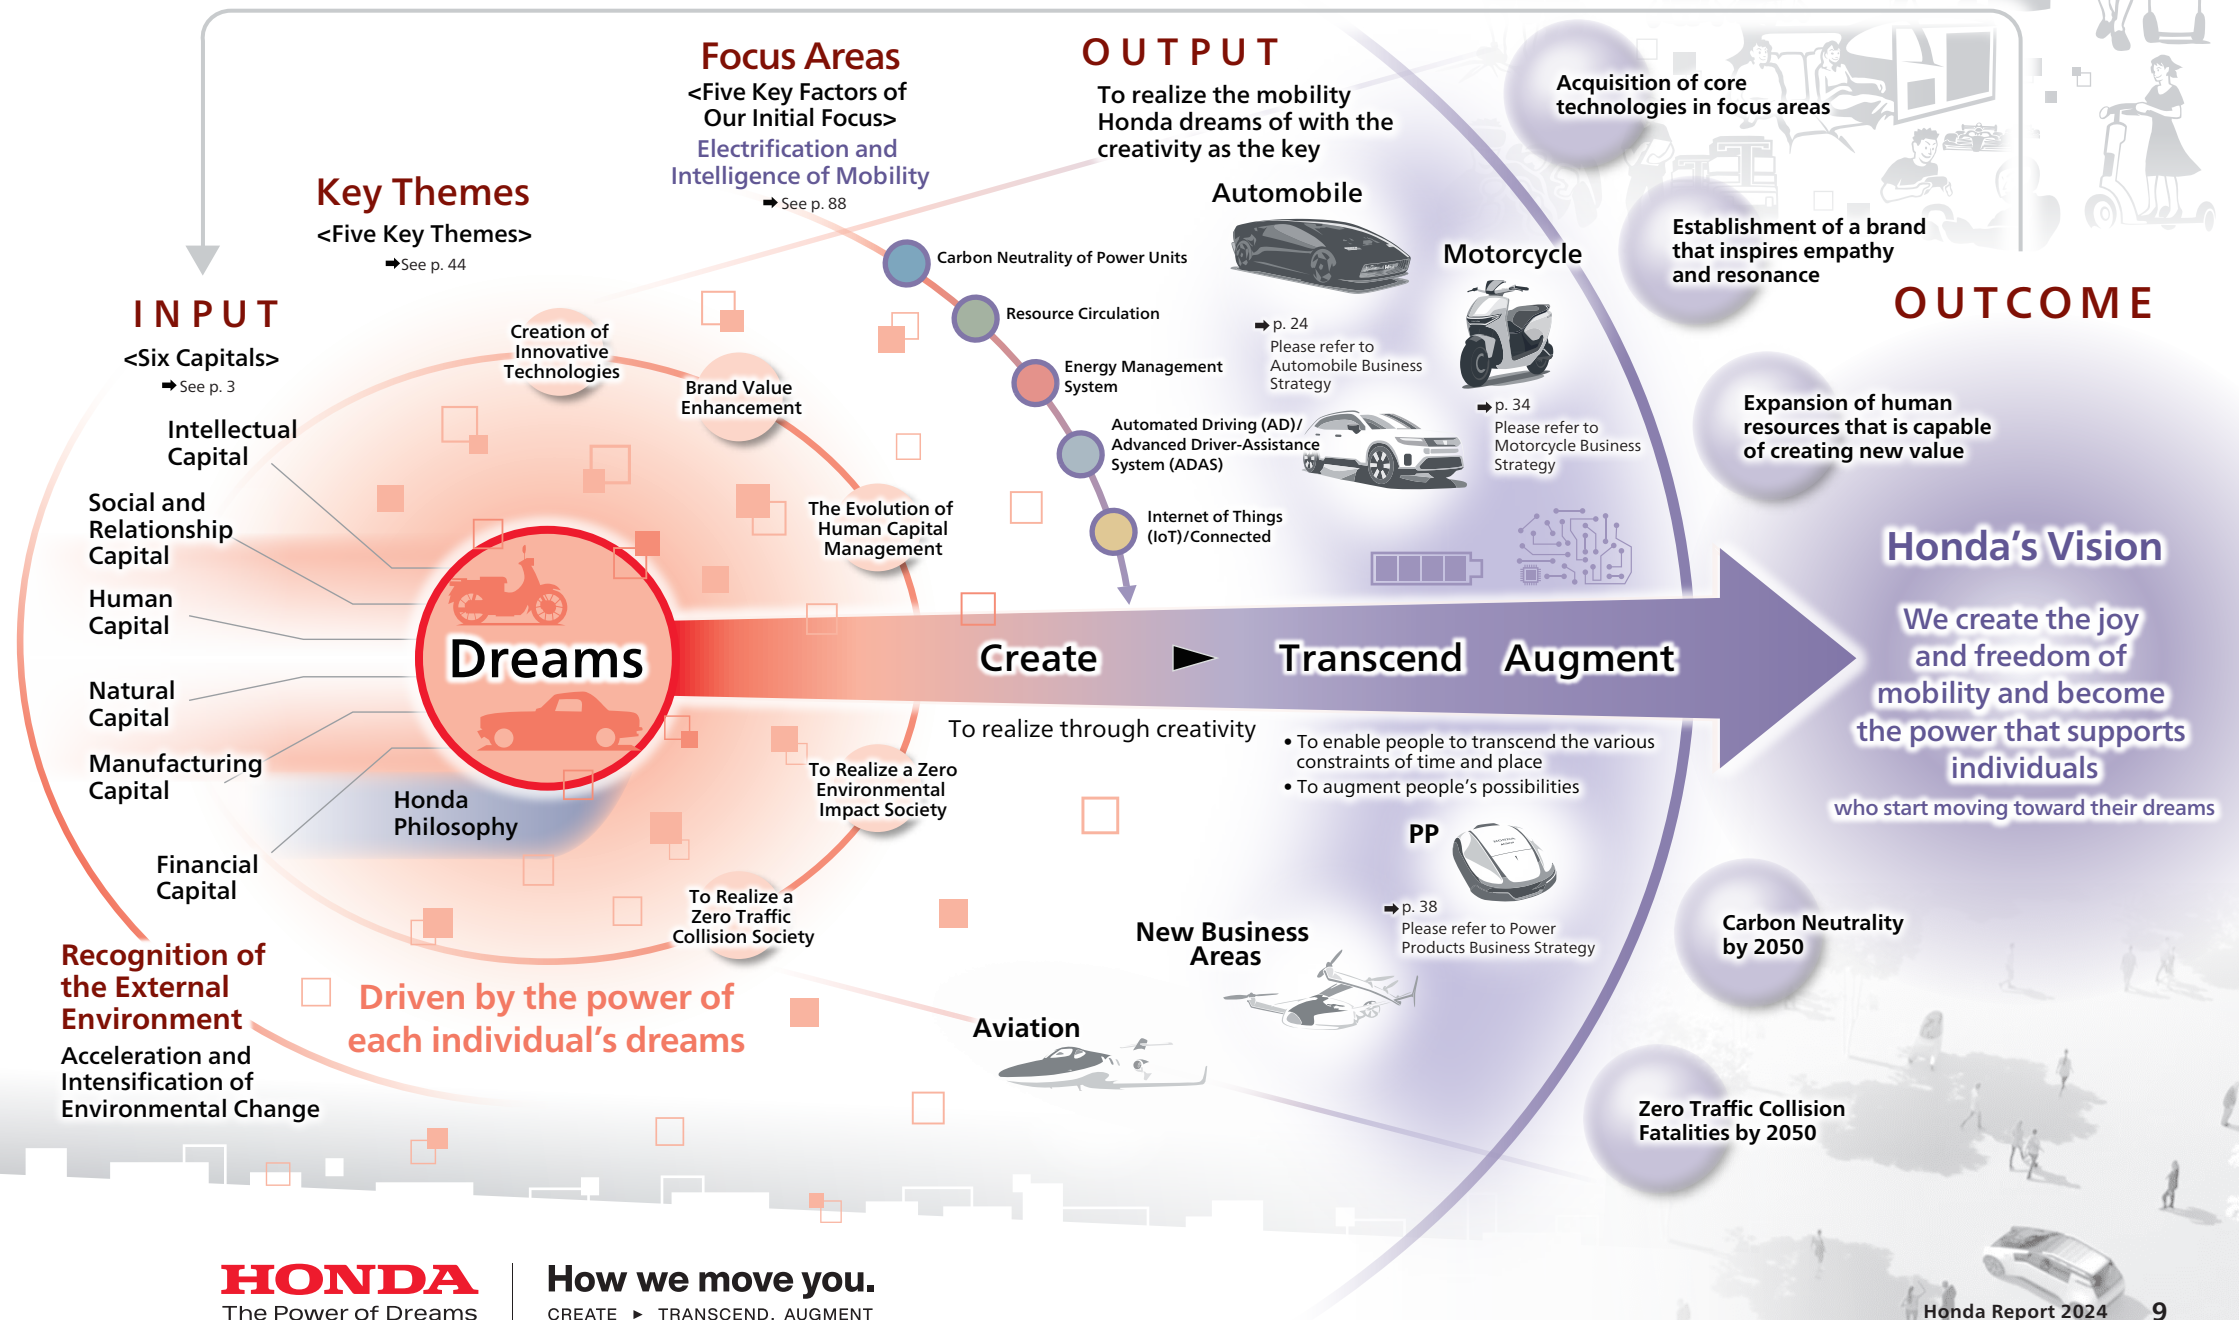 INPUT
<Six Capitals>
➡ See p. 3
Intellectual
Capital
Social and
Relationship
Capital
Human
Capital
Natural
Capital
Manufacturing
Capital
Financial
Capital
Recognition of
the External
Environment
Acceleration and
Intensification of
Environmental Change
Key Themes
<Five Key Themes>
➡See p. 44
Creation of
Innovative
Technologies
Brand Value
Enhancement
The Evolution of
Human Capital
Management
To Realize a Zero
Environmental
Impact Society
To Realize a
Zero Traffic
Collision Society
Dreams
Honda
Philosophy
Driven by the power of
each individual's dreams
Focus Areas
<Five Key Factors of
Our Initial Focus>
Electrification and
Intelligence of Mobility
➡ See p. 88
Carbon Neutrality of Power Units
Resource Circulation
Energy Management
System
Automated Driving (AD)/
Advanced Driver-Assistance
System (ADAS)
Internet of Things
(IoT)/Connected
Create ► Transcend Augment
To realize through creativity
• To enable people to transcend the various
constraints of time and place
• To augment people's possibilities
OUTPUT
To realize the mobility
Honda dreams of with the
creativity as the key
Automobile
➡ p. 24
Please refer to
Automobile Business
Strategy
Motorcycle
➡ p. 34
Please refer to
Motorcycle Business
Strategy
PP
➡ p. 38
Please refer to Power
Products Business Strategy
New Business
Areas
Aviation
Acquisition of core
technologies in focus areas
Establishment of a brand
that inspires empathy
and resonance
OUTCOME
Expansion of human
resources that is capable
of creating new value
Honda's Vision
We create the joy
and freedom of
mobility and become
the power that supports
individuals
who start moving toward their dreams
Carbon Neutrality
by 2050
Zero Traffic Collision
Fatalities by 2050
HONDA
The Power of Dreams
How we move you.
CREATE ► TRANSCEND, AUGMENT
Honda Report 2024 9